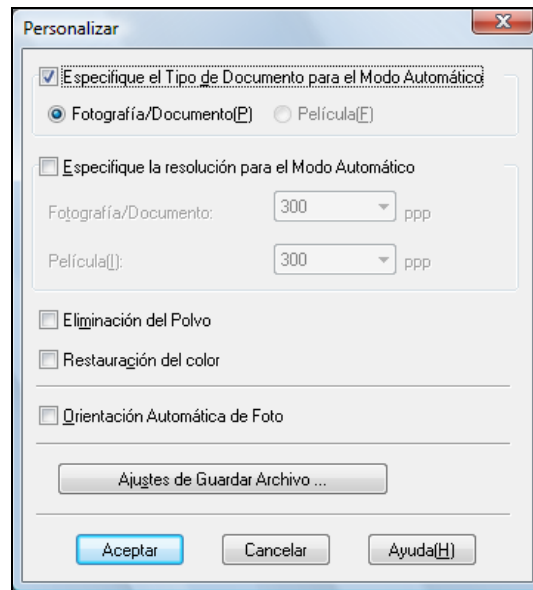 Personalizar
Especifique el Tipo de Documento para el Modo Automático
Fotografía/Documento(P) Película(F)
Especifique la resolución para el Modo Automático
Fotografía/Documento: 300 ppp
Película(I): 300 ppp
Eliminación del Polvo
Restauración del color
Orientación Automática de Foto
Ajustes de Guardar Archivo ...
Aceptar Cancelar Ayuda(H)